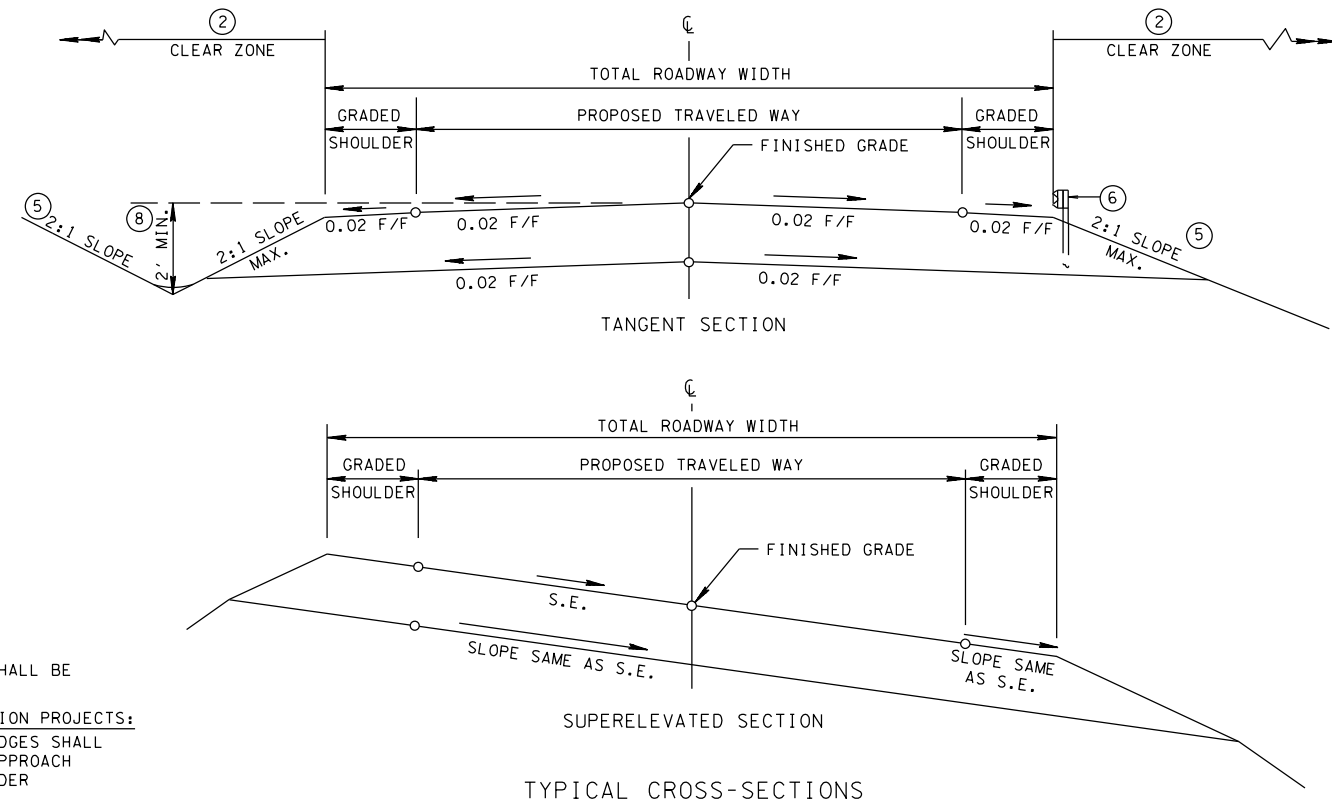 ② ℄ ②
CLEAR ZONE CLEAR ZONE
TOTAL ROADWAY WIDTH
GRADED PROPOSED TRAVELED WAY GRADED
SHOULDER SHOULDER
FINISHED GRADE
⑤ 2:1 SLOPE
⑧ 2' MIN.
2:1 SLOPE
MAX.
0.02 F/F 0.02 F/F 0.02 F/F 0.02 F/F
⑥
2:1 SLOPE ⑤
MAX.
0.02 F/F 0.02 F/F
TANGENT SECTION
℄
TOTAL ROADWAY WIDTH
GRADED PROPOSED TRAVELED WAY GRADED
SHOULDER SHOULDER
FINISHED GRADE
S.E.
SLOPE SAME AS S.E.
SLOPE SAME
AS S.E.
SUPERELEVATED SECTION
TYPICAL CROSS-SECTIONS
HALL BE
ION PROJECTS:
DGES SHALL
PPROACH
DER